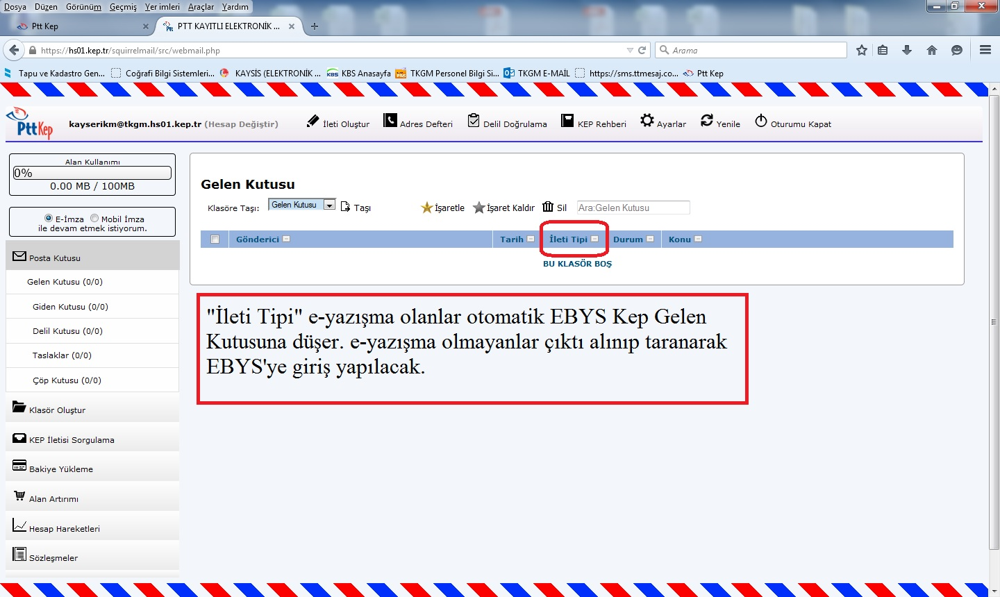 Dosya Düzen Görünüm Geçmiş Yer imleri Araçlar Yardım
Ptt Kep
PTT KAYITLI ELEKTRONİK ...
https://hs01.kep.tr/squirrelmail/src/webmail.php
Arama
Tapu ve Kadastro Gen...
Coğrafi Bilgi Sistemleri...
KAYSİS (ELEKTRONİK ...
KBS KBS Anasayfa
TKGM Personel Bilgi Si...
TKGM E-MAİL
https://sms.ttmesaj.co...
Ptt Kep
PttKep
kayserikm@tkgm.hs01.kep.tr (Hesap Değiştir)
İleti Oluştur
Adres Defteri
Delil Doğrulama
KEP Rehberi
Ayarlar
Yenile
Oturumu Kapat
Alan Kullanımı
0%
0.00 MB / 100MB
E-İmza Mobil İmza
ile devam etmek istiyorum.
Posta Kutusu
Gelen Kutusu (0/0)
Giden Kutusu (0/0)
Delil Kutusu (0/0)
Taslaklar (0/0)
Çöp Kutusu (0/0)
Klasör Oluştur
KEP İletisi Sorgulama
Bakiye Yükleme
Alan Artırımı
Hesap Hareketleri
Sözleşmeler
Gelen Kutusu
Klasöre Taşı: Gelen Kutusu Taşı İşaretle İşaret Kaldır Sil Ara:Gelen Kutusu
Gönderici Tarih İleti Tipi Durum Konu
BU KLASÖR BOŞ
"İleti Tipi" e-yazışma olanlar otomatik EBYS Kep Gelen
Kutusuna düşer. e-yazışma olmayanlar çıktı alınıp taranarak
EBYS'ye giriş yapılacak.